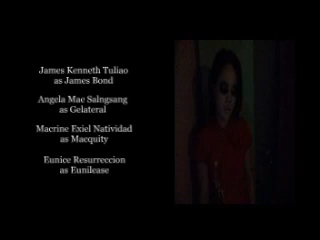 James Kenneth Tuliao
as James Bond
Angela Mae Salngsang
as Gelateral
Macrine Exiel Natividad
as Macquity
Eunice Resurreccion
as Eunilease